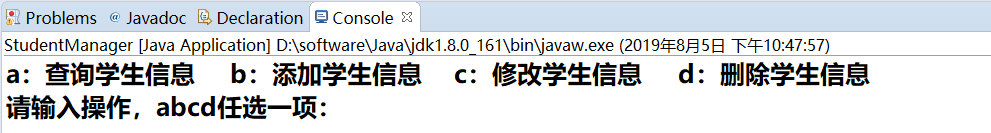 Problems @ Javadoc Declaration Console
StudentManager [Java Application] D:\software\Java\jdk1.8.0_161\bin\javaw.exe (2019年8月5日 下午10:47:57)
a：查询学生信息 b：添加学生信息 c：修改学生信息 d：删除学生信息
请输入操作，abcd任选一项：